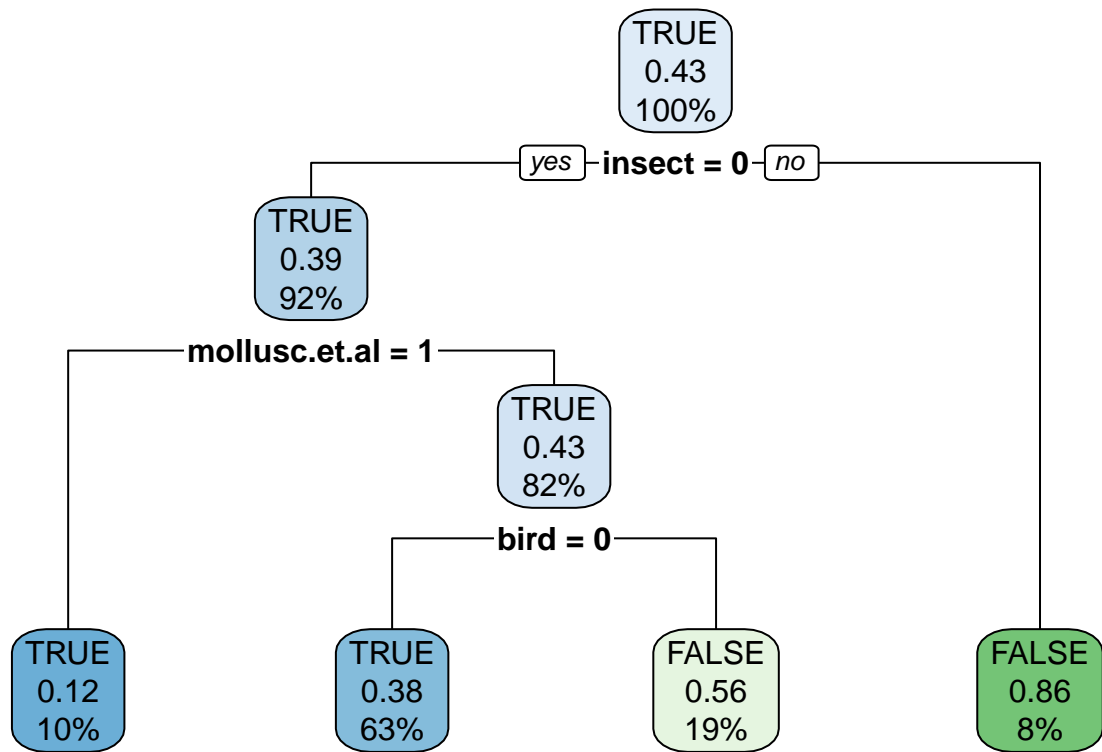 TRUE
0.43
100%
yes insect = 0 no
TRUE
0.39
92%
mollusc.et.al = 1
TRUE
0.43
82%
bird = 0
TRUE
0.12
10%
TRUE
0.38
63%
FALSE
0.56
19%
FALSE
0.86
8%